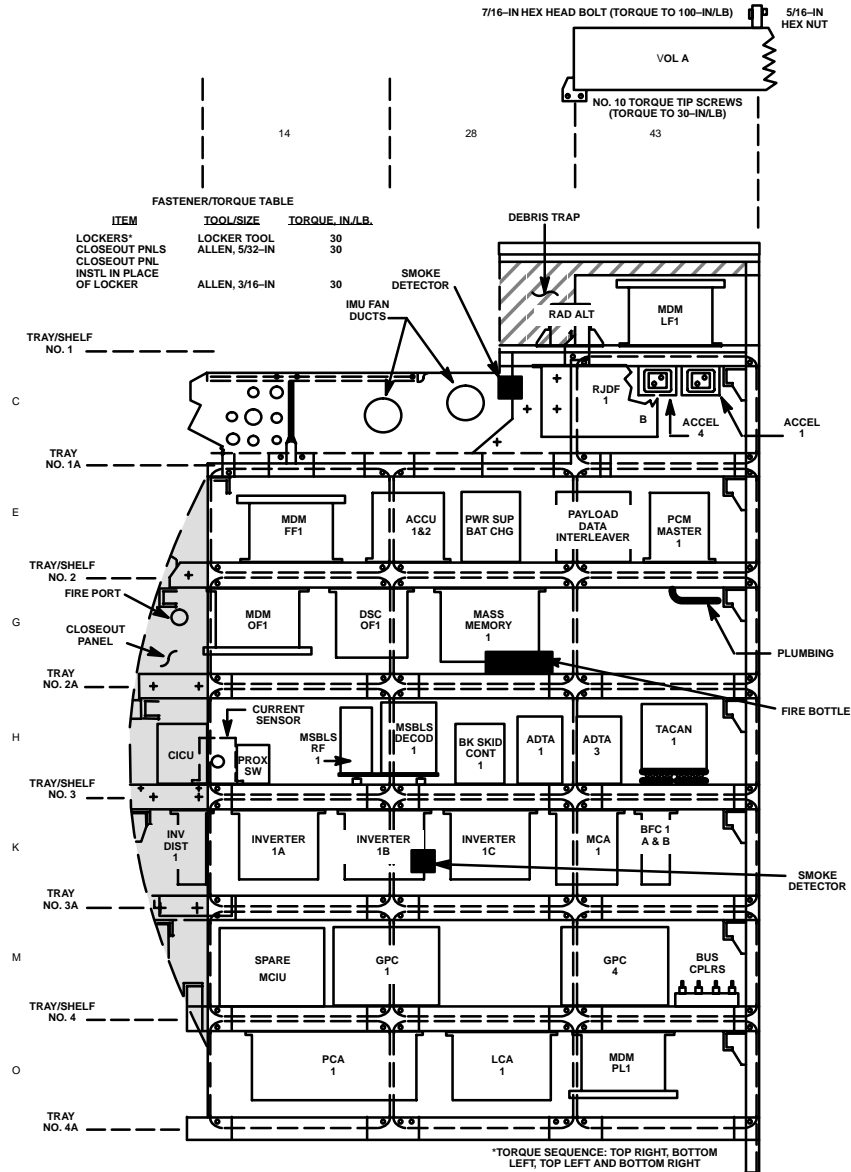 7/16–IN HEX HEAD BOLT (TORQUE TO 100–IN/LB)
5/16–IN
HEX NUT
VOL A
NO. 10 TORQUE TIP SCREWS
(TORQUE TO 30–IN/LB)
14
28
43
FASTENER/TORQUE TABLE
ITEM TOOL/SIZE TORQUE, IN./LB.
LOCKERS* LOCKER TOOL 30
CLOSEOUT PNLS ALLEN, 5/32–IN 30
CLOSEOUT PNL
INSTL IN PLACE
OF LOCKER ALLEN, 3/16–IN 30
DEBRIS TRAP
SMOKE
DETECTOR
IMU FAN
DUCTS
RAD ALT
MDM
LF1
TRAY/SHELF
NO. 1
C
RJDF
1
B
ACCEL
4
ACCEL
1
TRAY
NO. 1A
E
MDM
FF1
ACCU
1&2
PWR SUP
BAT CHG
PAYLOAD
DATA
INTERLEAVER
PCM
MASTER
1
TRAY/SHELF
NO. 2
FIRE PORT
G
CLOSEOUT
PANEL
MDM
OF1
DSC
OF1
MASS
MEMORY
1
PLUMBING
TRAY
NO. 2A
FIRE BOTTLE
CURRENT
SENSOR
H
CICU
PROX
SW
MSBLS
RF
1
MSBLS
DECOD
1
BK SKID
CONT
1
ADTA
1
ADTA
3
TACAN
1
TRAY/SHELF
NO. 3
K
INV
DIST
1
INVERTER
1A
INVERTER
1B
INVERTER
1C
MCA
1
BFC 1
A & B
SMOKE
DETECTOR
TRAY
NO. 3A
M
SPARE
MCIU
GPC
1
GPC
4
BUS
CPLRS
TRAY/SHELF
NO. 4
O
PCA
1
LCA
1
MDM
PL1
TRAY
NO. 4A
*TORQUE SEQUENCE: TOP RIGHT, BOTTOM
LEFT, TOP LEFT AND BOTTOM RIGHT